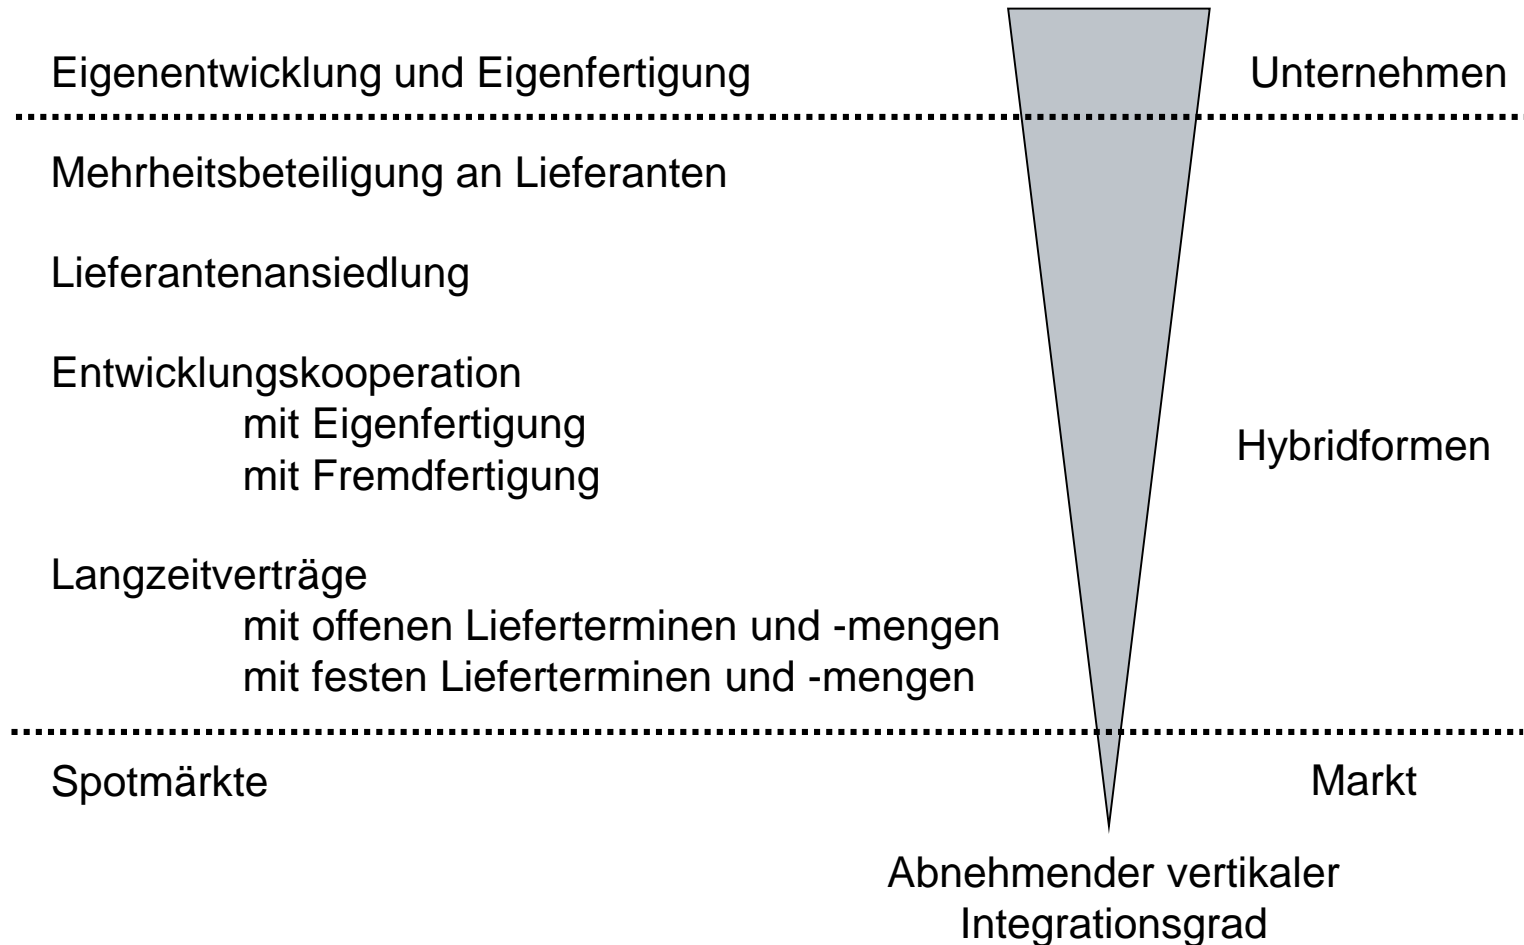 Eigenentwicklung und Eigenfertigung
Unternehmen
Mehrheitsbeteiligung an Lieferanten
Lieferantenansiedlung
Entwicklungskooperation
mit Eigenfertigung
mit Fremdfertigung
Hybridformen
Langzeitverträge
mit offenen Lieferterminen und -mengen
mit festen Lieferterminen und -mengen
Spotmärkte
Markt
Abnehmender vertikaler
Integrationsgrad